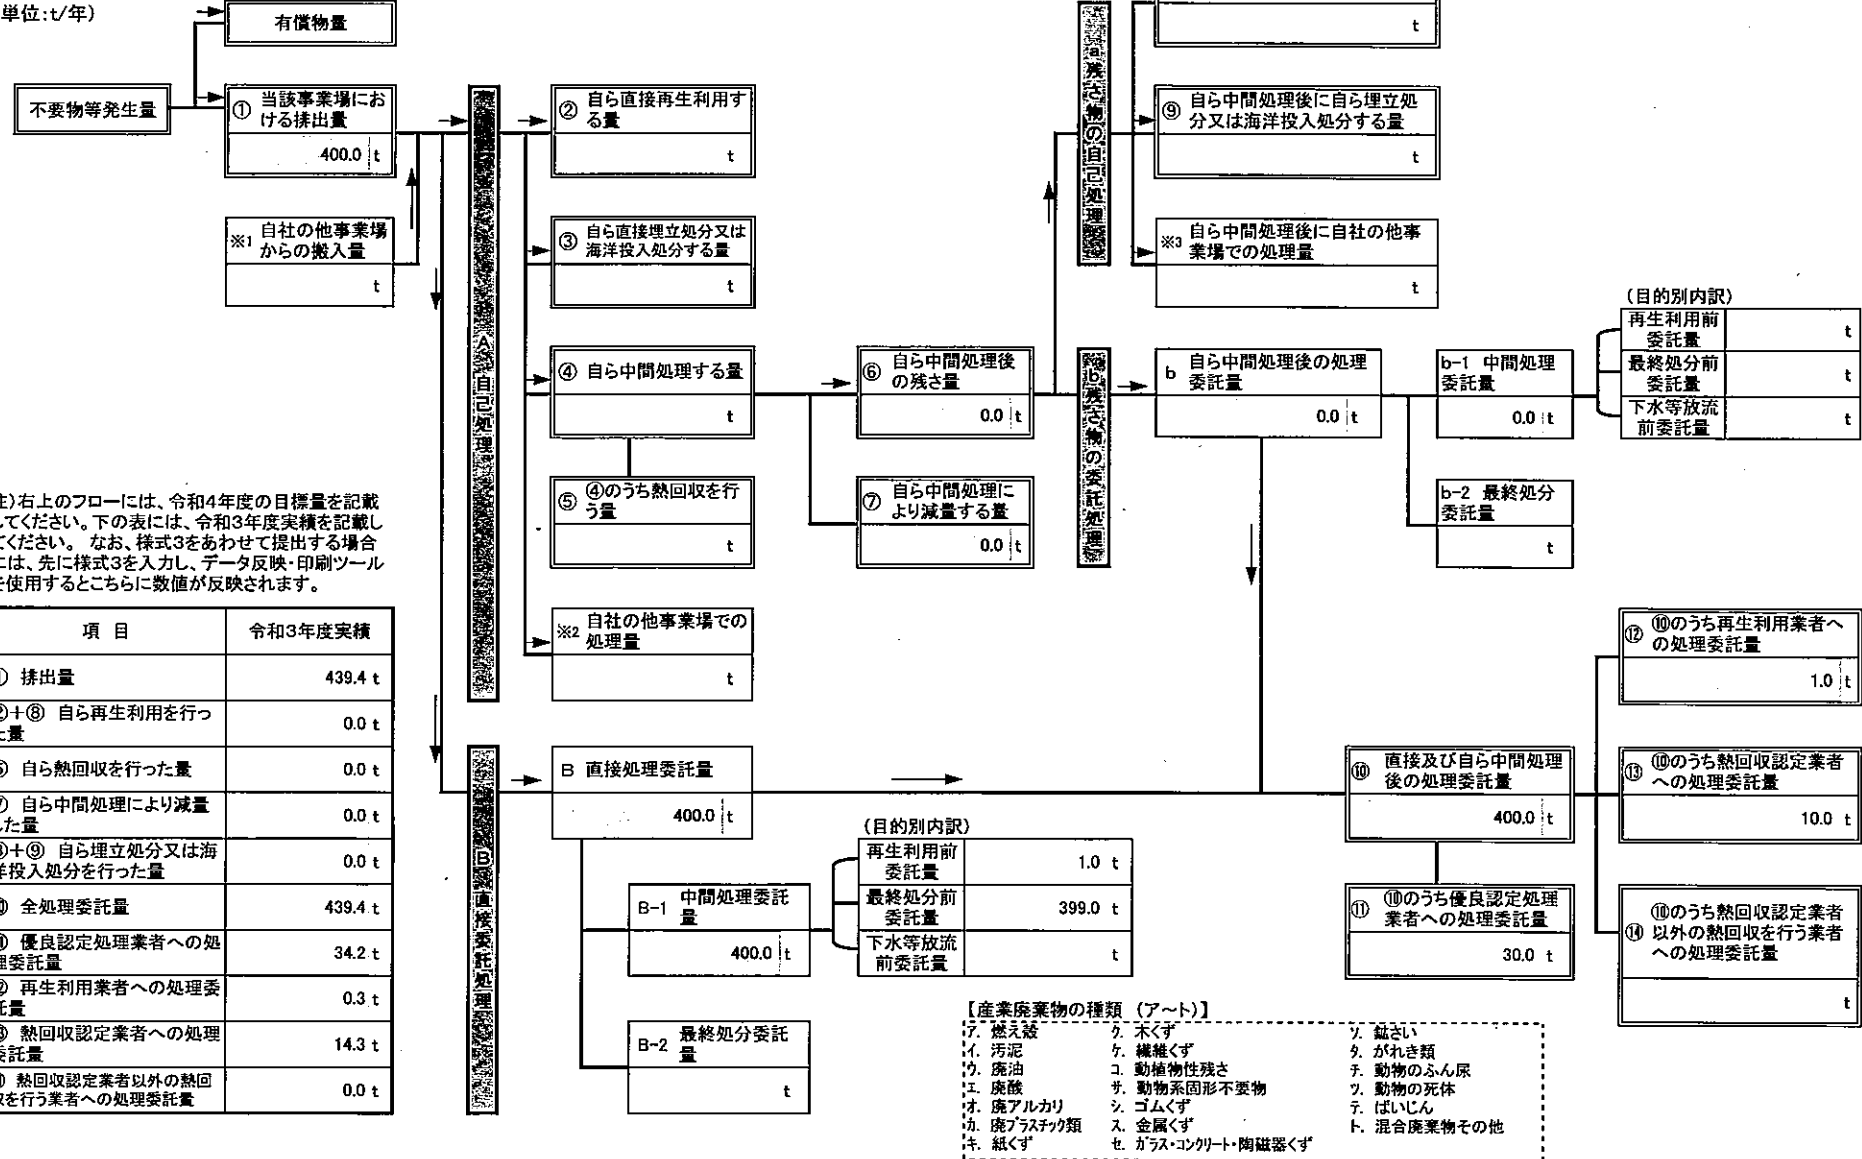 単位:t/年)
有償物量
不要物等発生量
① 当該事業場にお
ける排出量
400.0 t
※1 自社の他事業場
からの搬入量
t
A 自己処理
② 自ら直接再生利用す
る量
t
③ 自ら直接埋立処分又は
海洋投入処分する量
t
④ 自ら中間処理する量
t
⑤ ④のうち熱回収を行
う量
t
※2 自社の他事業場での
処理量
t
⑥ 自ら中間処理後
の残さ量
0.0 t
⑦ 自ら中間処理に
より減量する量
0.0 t
a 残さ物の自己処理
t
⑨ 自ら中間処理後に自ら埋立処
分又は海洋投入処分する量
t
※3 自ら中間処理後に自社の他事
業場での処理量
t
b 残さ物の委託処理
b 自ら中間処理後の処理
委託量
0.0 t
b-1 中間処理
委託量
0.0 t
b-2 最終処分
委託量
t
(目的別内訳)
再生利用前
委託量
t
最終処分前
委託量
t
下水等放流
前委託量
t
注)右上のフローには、令和4年度の目標量を記載
してください。下の表には、令和3年度実績を記載し
てください。 なお、様式3をあわせて提出する場合
には、先に様式3を入力し、データ反映・印刷ツール
を使用するとこちらに数値が反映されます。
項 目 令和3年度実績
① 排出量 439.4 t
②+⑧ 自ら再生利用を行っ
た量
0.0 t
⑤ 自ら熱回収を行った量 0.0 t
⑦ 自ら中間処理により減量
した量
0.0 t
③+⑨ 自ら埋立処分又は海
洋投入処分を行った量
0.0 t
⑩ 全処理委託量 439.4 t
⑪ 優良認定処理業者への処
理委託量
34.2 t
⑫ 再生利用業者への処理委
託量
0.3 t
⑬ 熱回収認定業者への処理
委託量
14.3 t
⑭ 熱回収認定業者以外の熱回
収を行う業者への処理委託量
0.0 t
B 直接委託処理
B 直接処理委託量
400.0 t
B-1 中間処理委託
量
400.0 t
B-2 最終処分委託
量
t
(目的別内訳)
再生利用前
委託量
1.0 t
最終処分前
委託量
399.0 t
下水等放流
前委託量
t
⑩ 直接及び自ら中間処理
後の処理委託量
400.0 t
⑪ ⑩のうち優良認定処理
業者への処理委託量
30.0 t
⑫ ⑩のうち再生利用業者へ
の処理委託量
1.0 t
⑬ ⑩のうち熱回収認定業者
への処理委託量
10.0 t
⑭ ⑩のうち熱回収認定業者
以外の熱回収を行う業者
への処理委託量
t
【産業廃棄物の種類 (ア~ト)】
ア. 燃え殻
イ. 汚泥
ウ. 廃油
エ. 廃酸
オ. 廃アルカリ
カ. 廃プラスチック類
キ. 紙くず
ク. 木くず
ケ. 繊維くず
コ. 動植物性残さ
サ. 動物系固形不要物
シ. ゴムくず
ス. 金属くず
セ. ガラス・コンクリート・陶磁器くず
ソ. 鉱さい
タ. がれき類
チ. 動物のふん尿
ツ. 動物の死体
テ. ばいじん
ト. 混合廃棄物その他